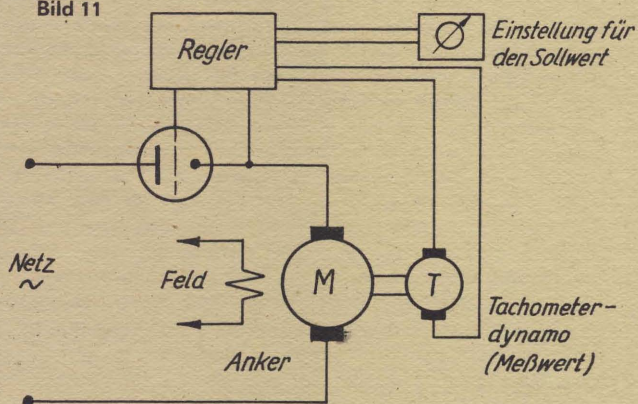 Bild 11
Regler
Einstellung für
den Sollwert
Netz
~
Feld
M
T
Anker
Tachometer-
dynamo
(Meßwert)